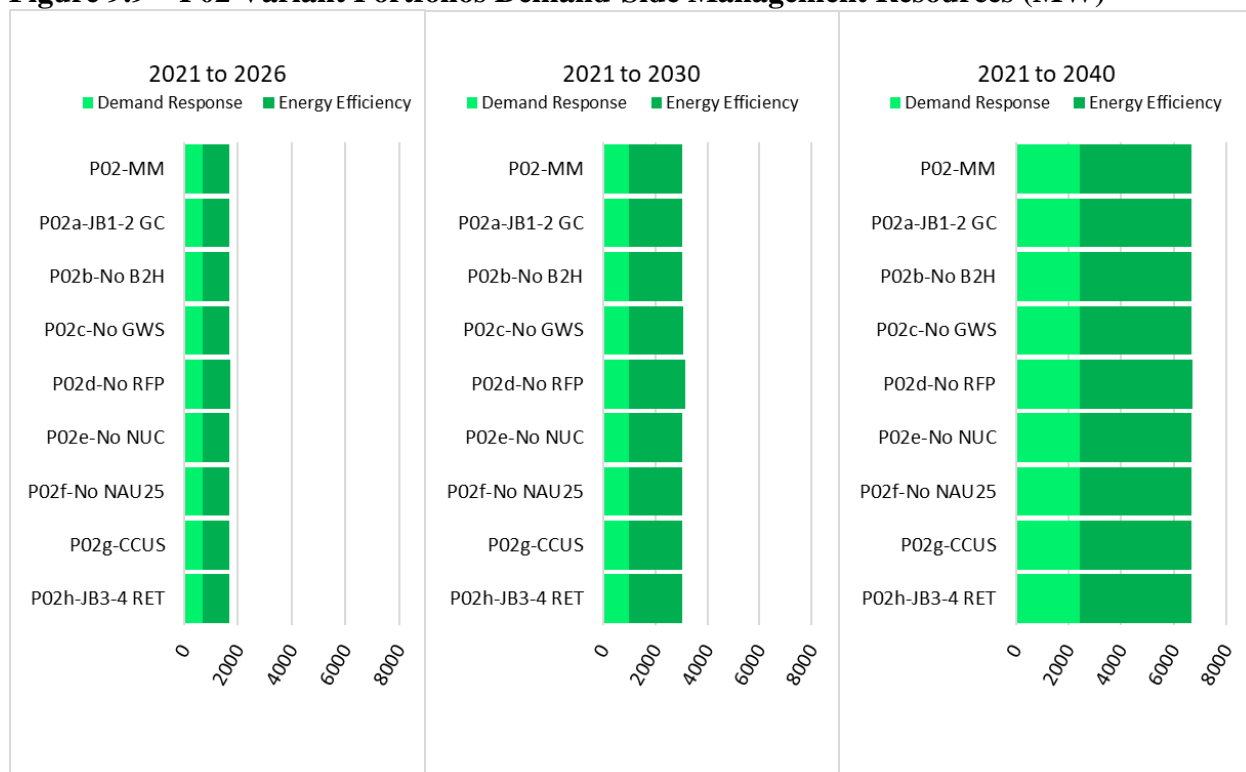 Figure 9.9 – P02-Variant Portfolios Demand-Side Management Resources (MW)
2021 to 2026
Demand Response Energy Efficiency
P02-MM
P02a-JB1-2 GC
P02b-No B2H
P02c-No GWS
P02d-No RFP
P02e-No NUC
P02f-No NAU25
P02g-CCUS
P02h-JB3-4 RET
0 2000 4000 6000 8000
2021 to 2030
Demand Response Energy Efficiency
P02-MM
P02a-JB1-2 GC
P02b-No B2H
P02c-No GWS
P02d-No RFP
P02e-No NUC
P02f-No NAU25
P02g-CCUS
P02h-JB3-4 RET
0 2000 4000 6000 8000
2021 to 2040
Demand Response Energy Efficiency
P02-MM
P02a-JB1-2 GC
P02b-No B2H
P02c-No GWS
P02d-No RFP
P02e-No NUC
P02f-No NAU25
P02g-CCUS
P02h-JB3-4 RET
0 2000 4000 6000 8000